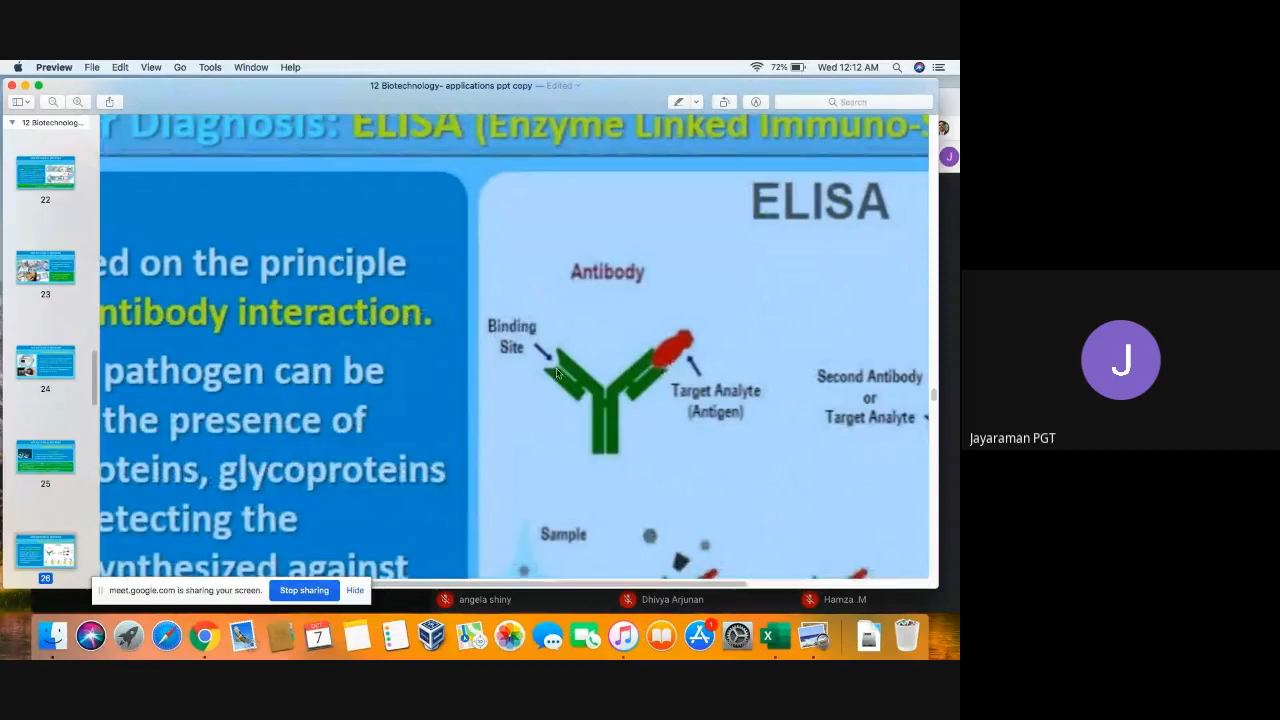 Preview File Edit View Go Tools Window Help
72% Wed 12:12 AM
12 Biotechnology- applications ppt copy — Edited
Search
12 Biotechnolog...
22
23
24
25
26
r Diagnosis: ELISA (Enzyme Linked Immuno-
ed on the principle
ntibody interaction.
pathogen can be
the presence of
oteins, glycoproteins
etecting the
ynthesized against
ELISA
Antibody
Binding
Site
Target Analyte
(Antigen)
Second Antibody
or
Target Analyte
Sample
meet.google.com is sharing your screen.
Stop sharing
Hide
angela shiny
Dhivya Arjunan
Hamza .M
OCT
7
1
J
J
Jayaraman PGT